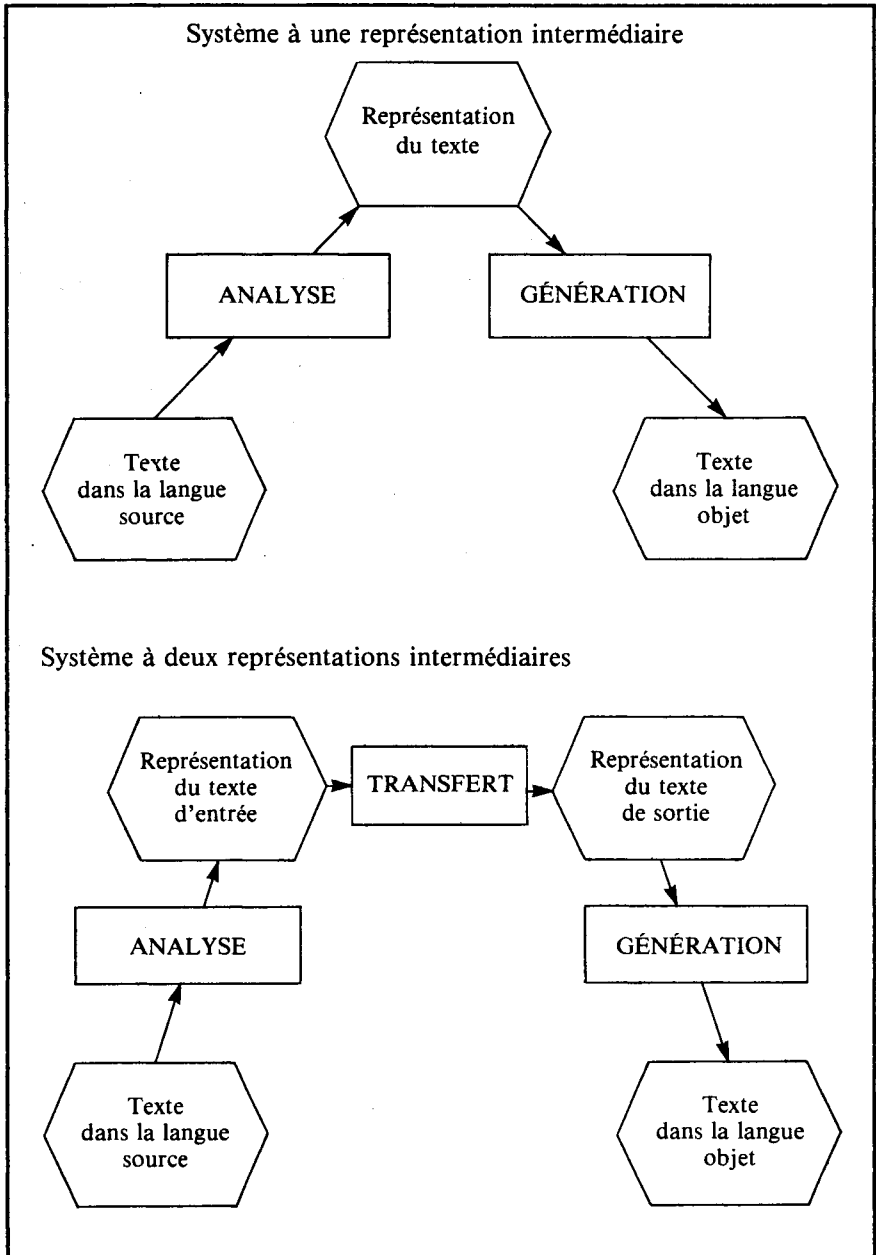 Système à une représentation intermédiaire
Représentation
du texte
ANALYSE
GÉNÉRATION
Texte
dans la langue
source
Texte
dans la langue
objet
Système à deux représentations intermédiaires
Représentation
du texte
d'entrée
TRANSFERT
Représentation
du texte
de sortie
ANALYSE
GÉNÉRATION
Texte
dans la langue
source
Texte
dans la langue
objet